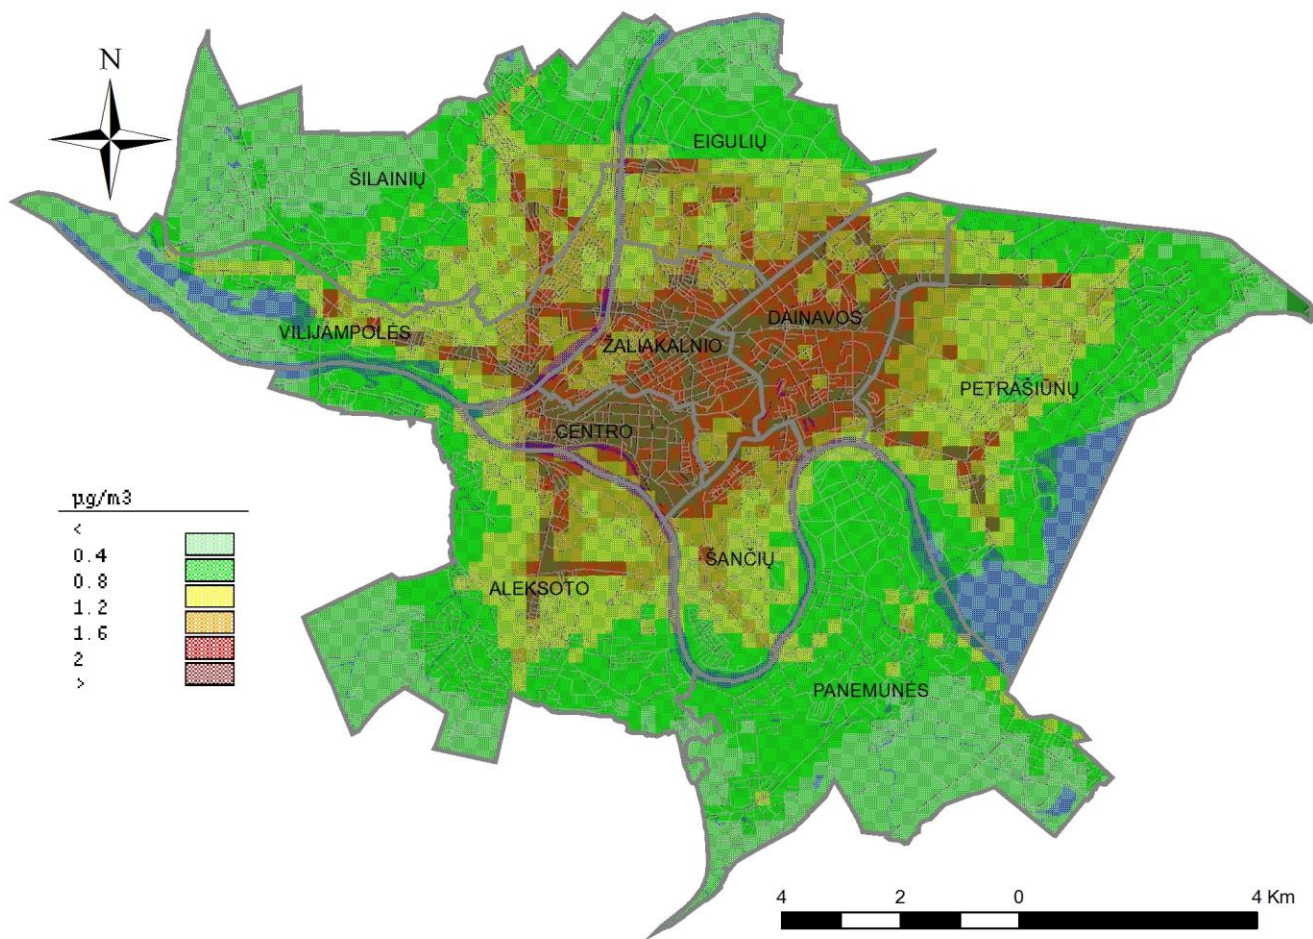 N
EIGULIŲ
ŠILAINIŲ
DAINAVOS
VILIJAMPOLĖS
ŽALIAKALNIO
PETRAŠIŪNŲ
CENTRO
µg/m3
<
0.4
0.8
1.2
1.6
2
>
ŠANČIŲ
ALEKSOTO
PANEMUNĖS
4 2 0 4 Km